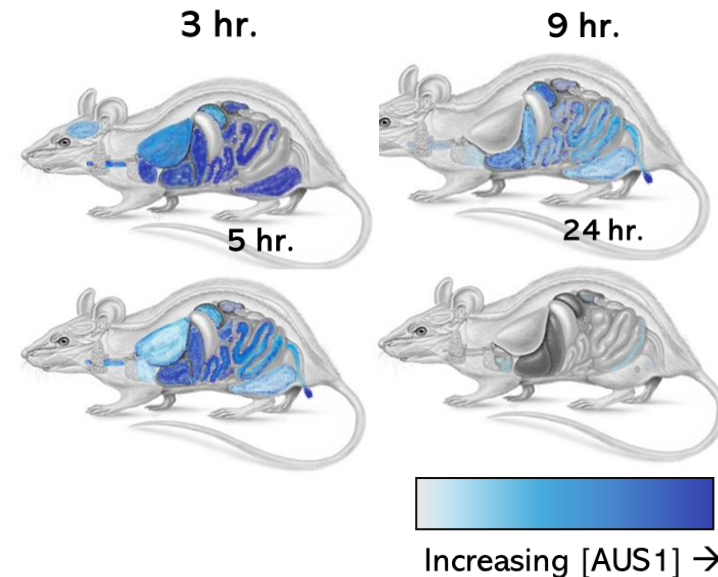 3 hr.
9 hr.
5 hr.
24 hr.
Increasing [AUS1] →